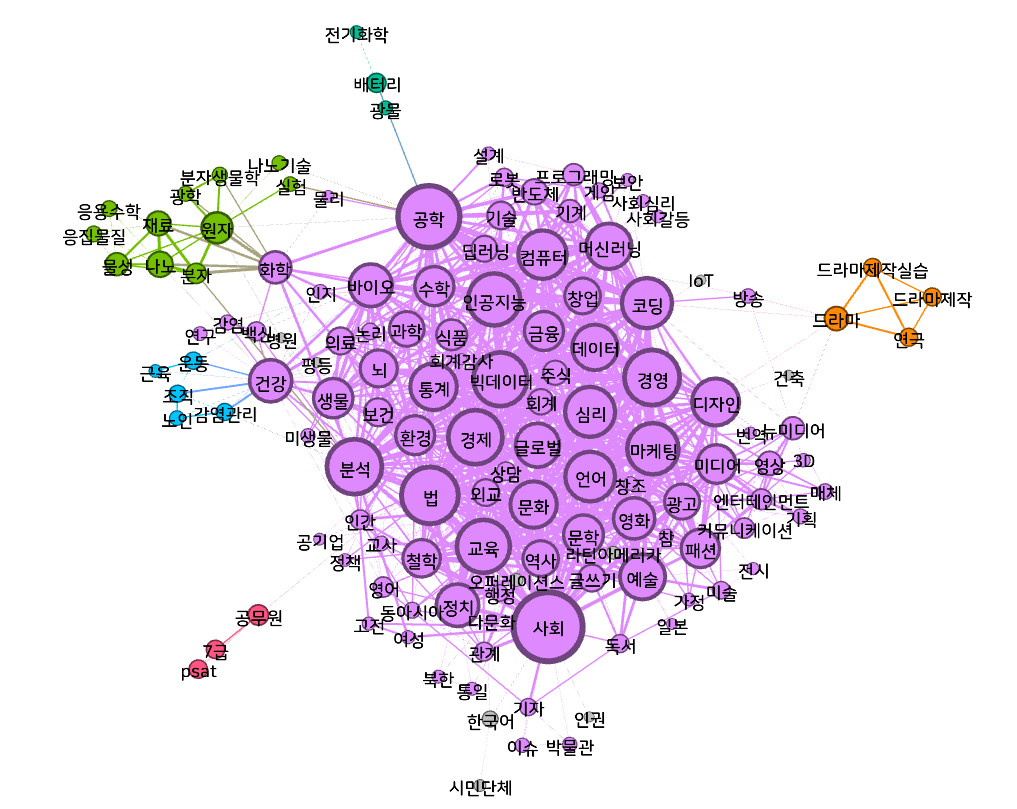 전기화학
배터리
광물
설계
나노기술
분자생물학
로봇
프로그래밍
보안
실험
반도체
게임
광학
물리
사회심리
응용수학
기술
기계
사회갈등
재료
원자
공학
응집물질
딥러닝
컴퓨터
머신러닝
물생
나노
분자
화학
드라마제작실습
IoT
바이오
수학
인지
인공지능
창업
코딩
방송
드라마제작
감염
연구
백신
병원
논리
과학
식품
금융
드라마
의료
연극
데이터
운동
평등
뇌
회계감사
주식
근육
건강
통계
빅데이터
경영
건축
조직
생물
회계
디자인
노인
감염관리
보건
심리
미생물
환경
경제
글로벌
마케팅
번역
뉴미디어
분석
상담
언어
미디어
영상
3D
법
외교
창조
매체
문화
광고
엔터테인먼트
인간
영화
기획
커뮤니케이션
공기업
교사
문학
참
정책
철학
교육
역사
라틴아메리카
패션
전시
영어
오퍼레이션스
글쓰기
예술
행정
미술
동아시아
정치
가정
공무원
고전
다문화
사회
일본
여성
7급
관계
독서
psat
북한
통일
기자
한국어
인권
이슈
박물관
시민단체